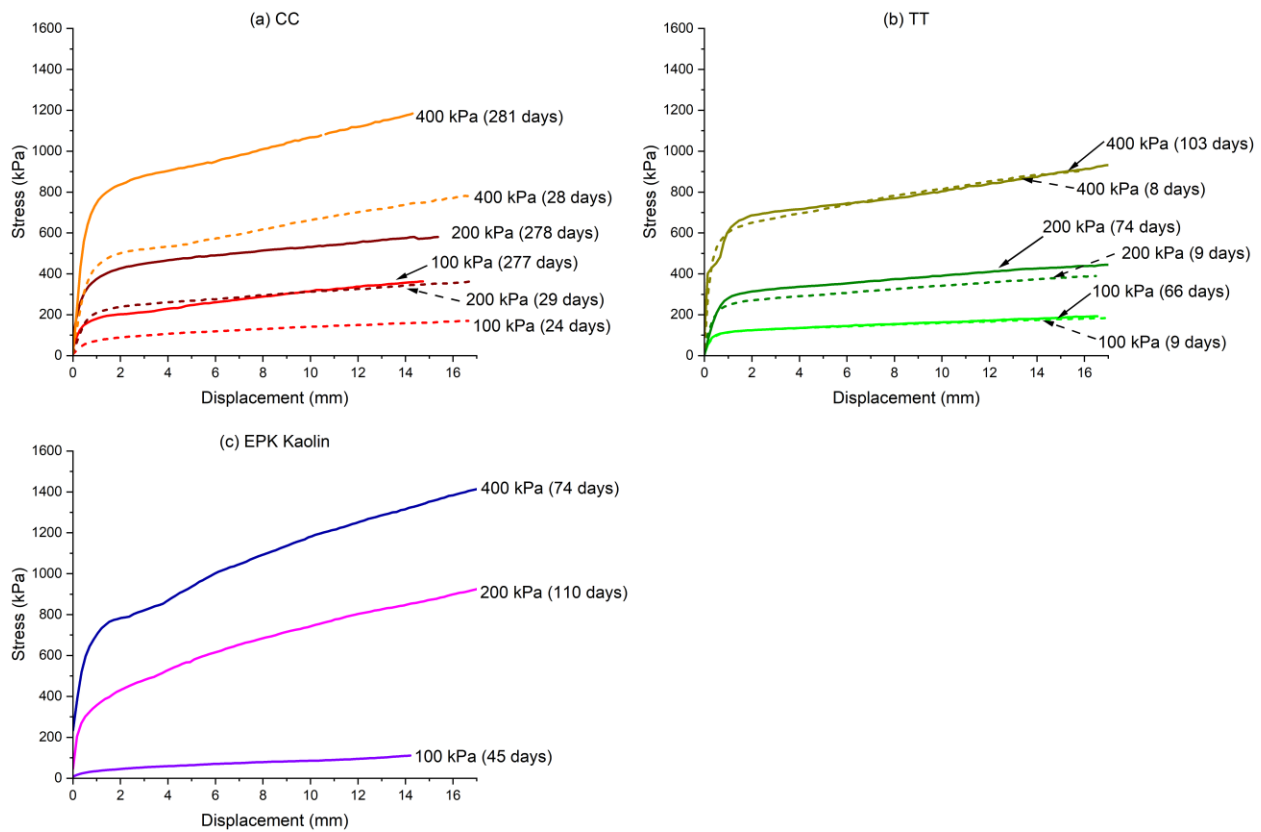 (a) CC
1600
1400
1200
1000
800
600
400
200
0
Stress (kPa)
400 kPa (281 days)
400 kPa (28 days)
200 kPa (278 days)
100 kPa (277 days)
200 kPa (29 days)
100 kPa (24 days)
0 2 4 6 8 10 12 14 16
Displacement (mm)
(b) TT
1600
1400
1200
1000
800
600
400
200
0
Stress (kPa)
400 kPa (103 days)
400 kPa (8 days)
200 kPa (74 days)
200 kPa (9 days)
100 kPa (66 days)
100 kPa (9 days)
0 2 4 6 8 10 12 14 16
Displacement (mm)
(c) EPK Kaolin
1600
1400
1200
1000
800
600
400
200
0
Stress (kPa)
400 kPa (74 days)
200 kPa (110 days)
100 kPa (45 days)
0 2 4 6 8 10 12 14 16
Displacement (mm)